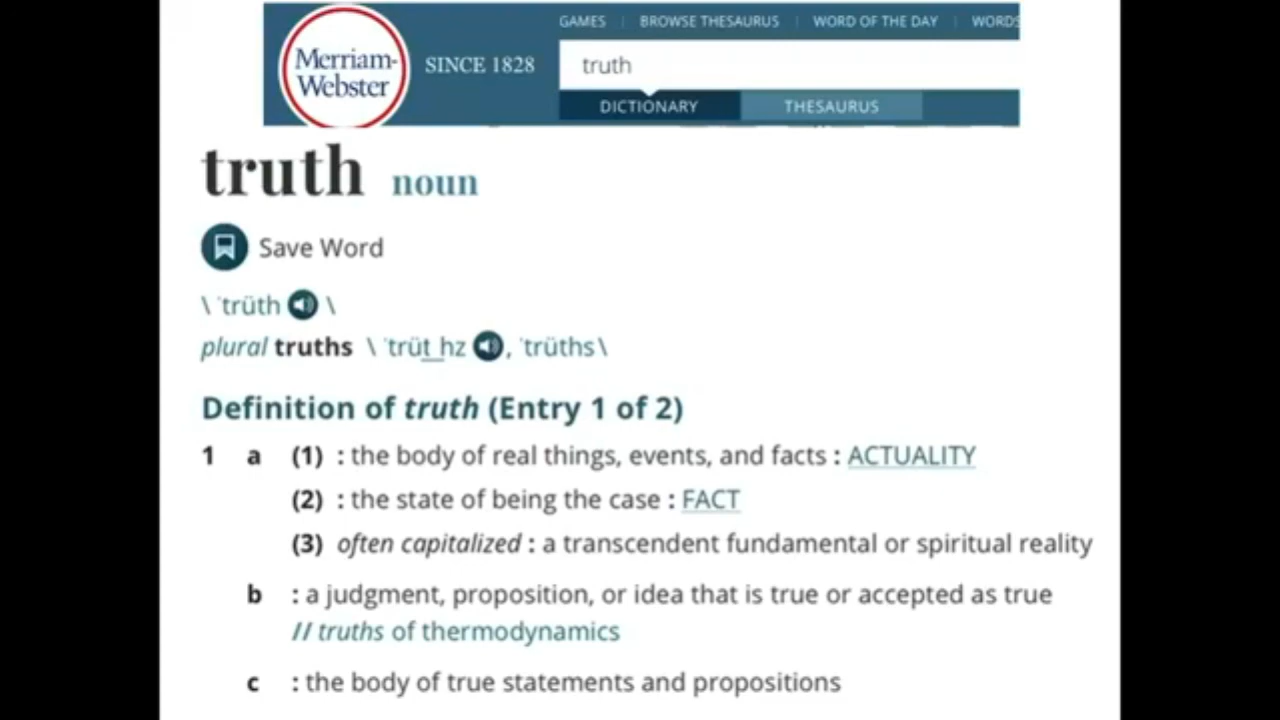 GAMES BROWSE THESAURUS WORD OF THE DAY WORDS
Merriam-
Webster
SINCE 1828
truth
DICTIONARY THESAURUS
truth noun
Save Word
\ ˈtrüth \
plural truths \ ˈtrüt͟hz , ˈtrüths \
Definition of truth (Entry 1 of 2)
1 a (1) : the body of real things, events, and facts : ACTUALITY
(2) : the state of being the case : FACT
(3) often capitalized : a transcendent fundamental or spiritual reality
b : a judgment, proposition, or idea that is true or accepted as true
// truths of thermodynamics
c : the body of true statements and propositions